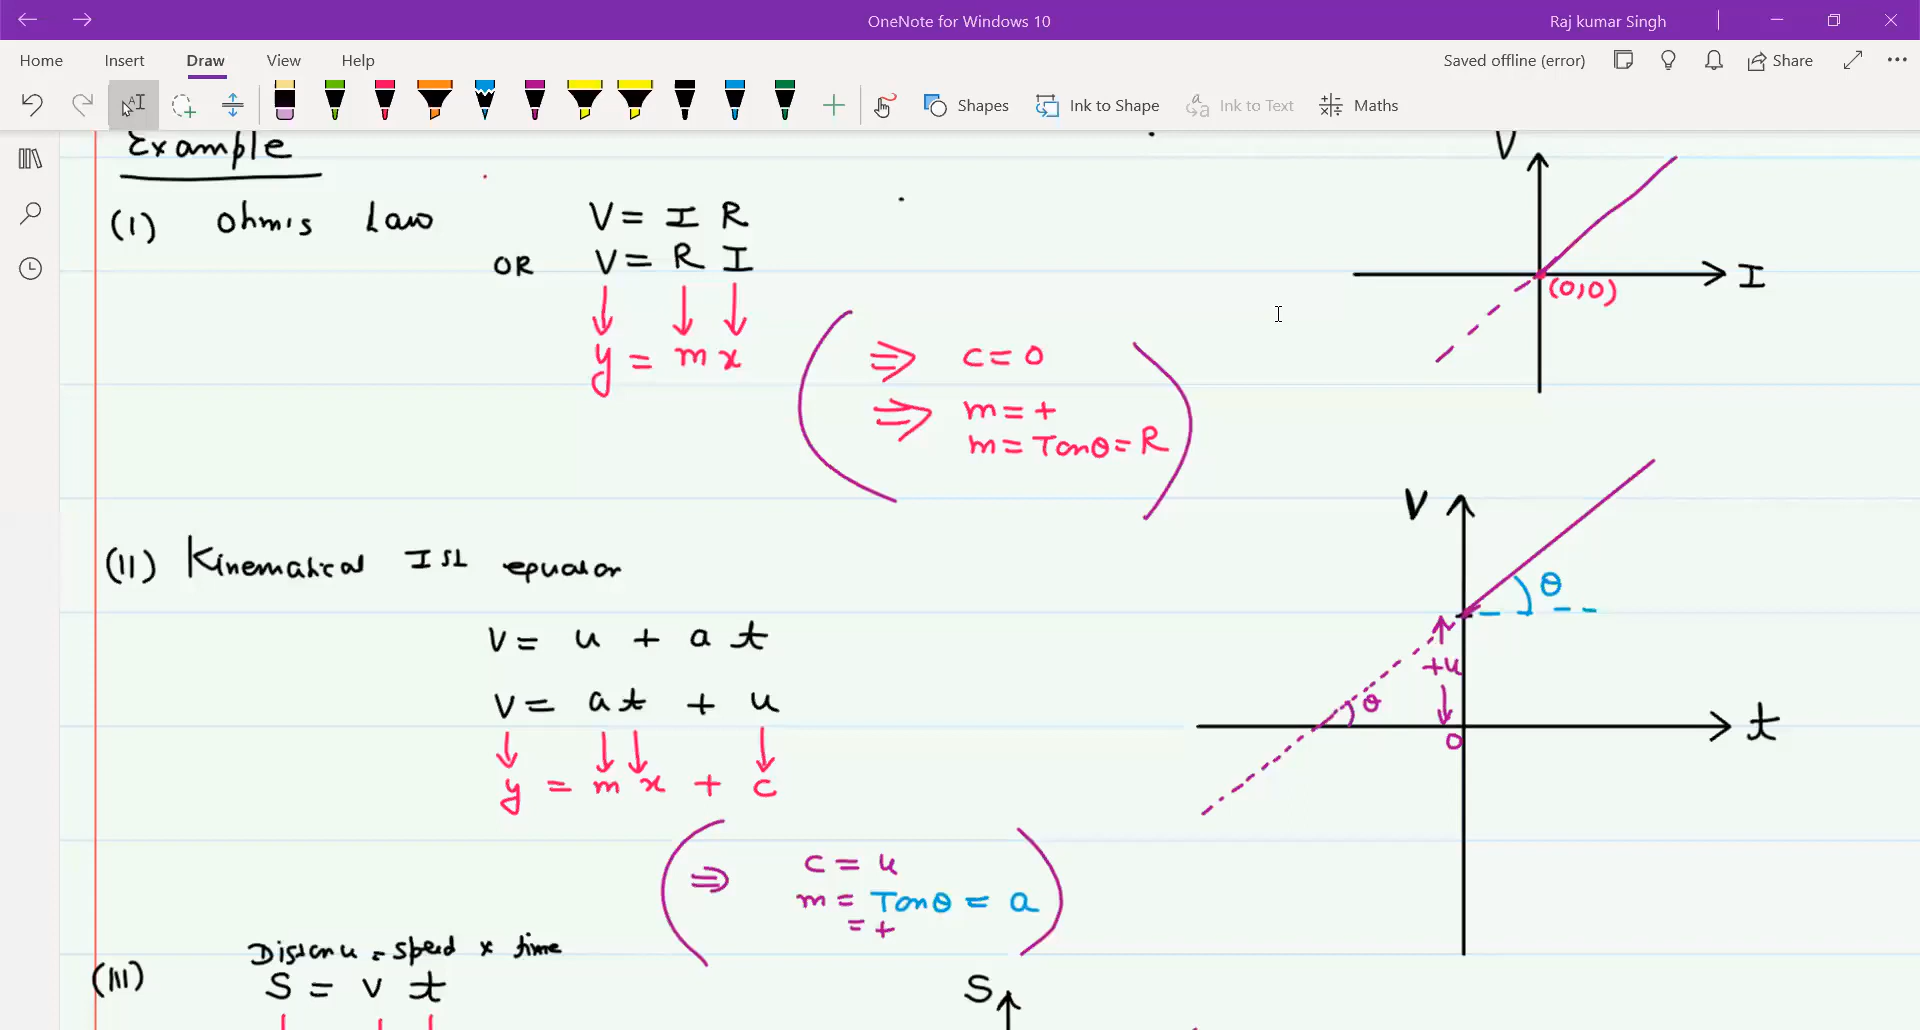 OneNote for Windows 10
Raj kumar Singh
Home Insert Draw View Help
Saved offline (error)
Share
Shapes
Ink to Shape
Ink to Text
Maths
Example
(I) ohm's Law
V = I R
OR V = R I
y = m x
⇒ c = 0
⇒ m = +
m = Tanθ = R
V
I
(0,0)
(II) Kinematical Ist equation
V = u + a t
V = a t + u
y = m x + c
⇒ c = u
m = Tanθ = a
= +
V
θ
+u
θ
0
t
Distance = speed × time
(III) S = v t
S